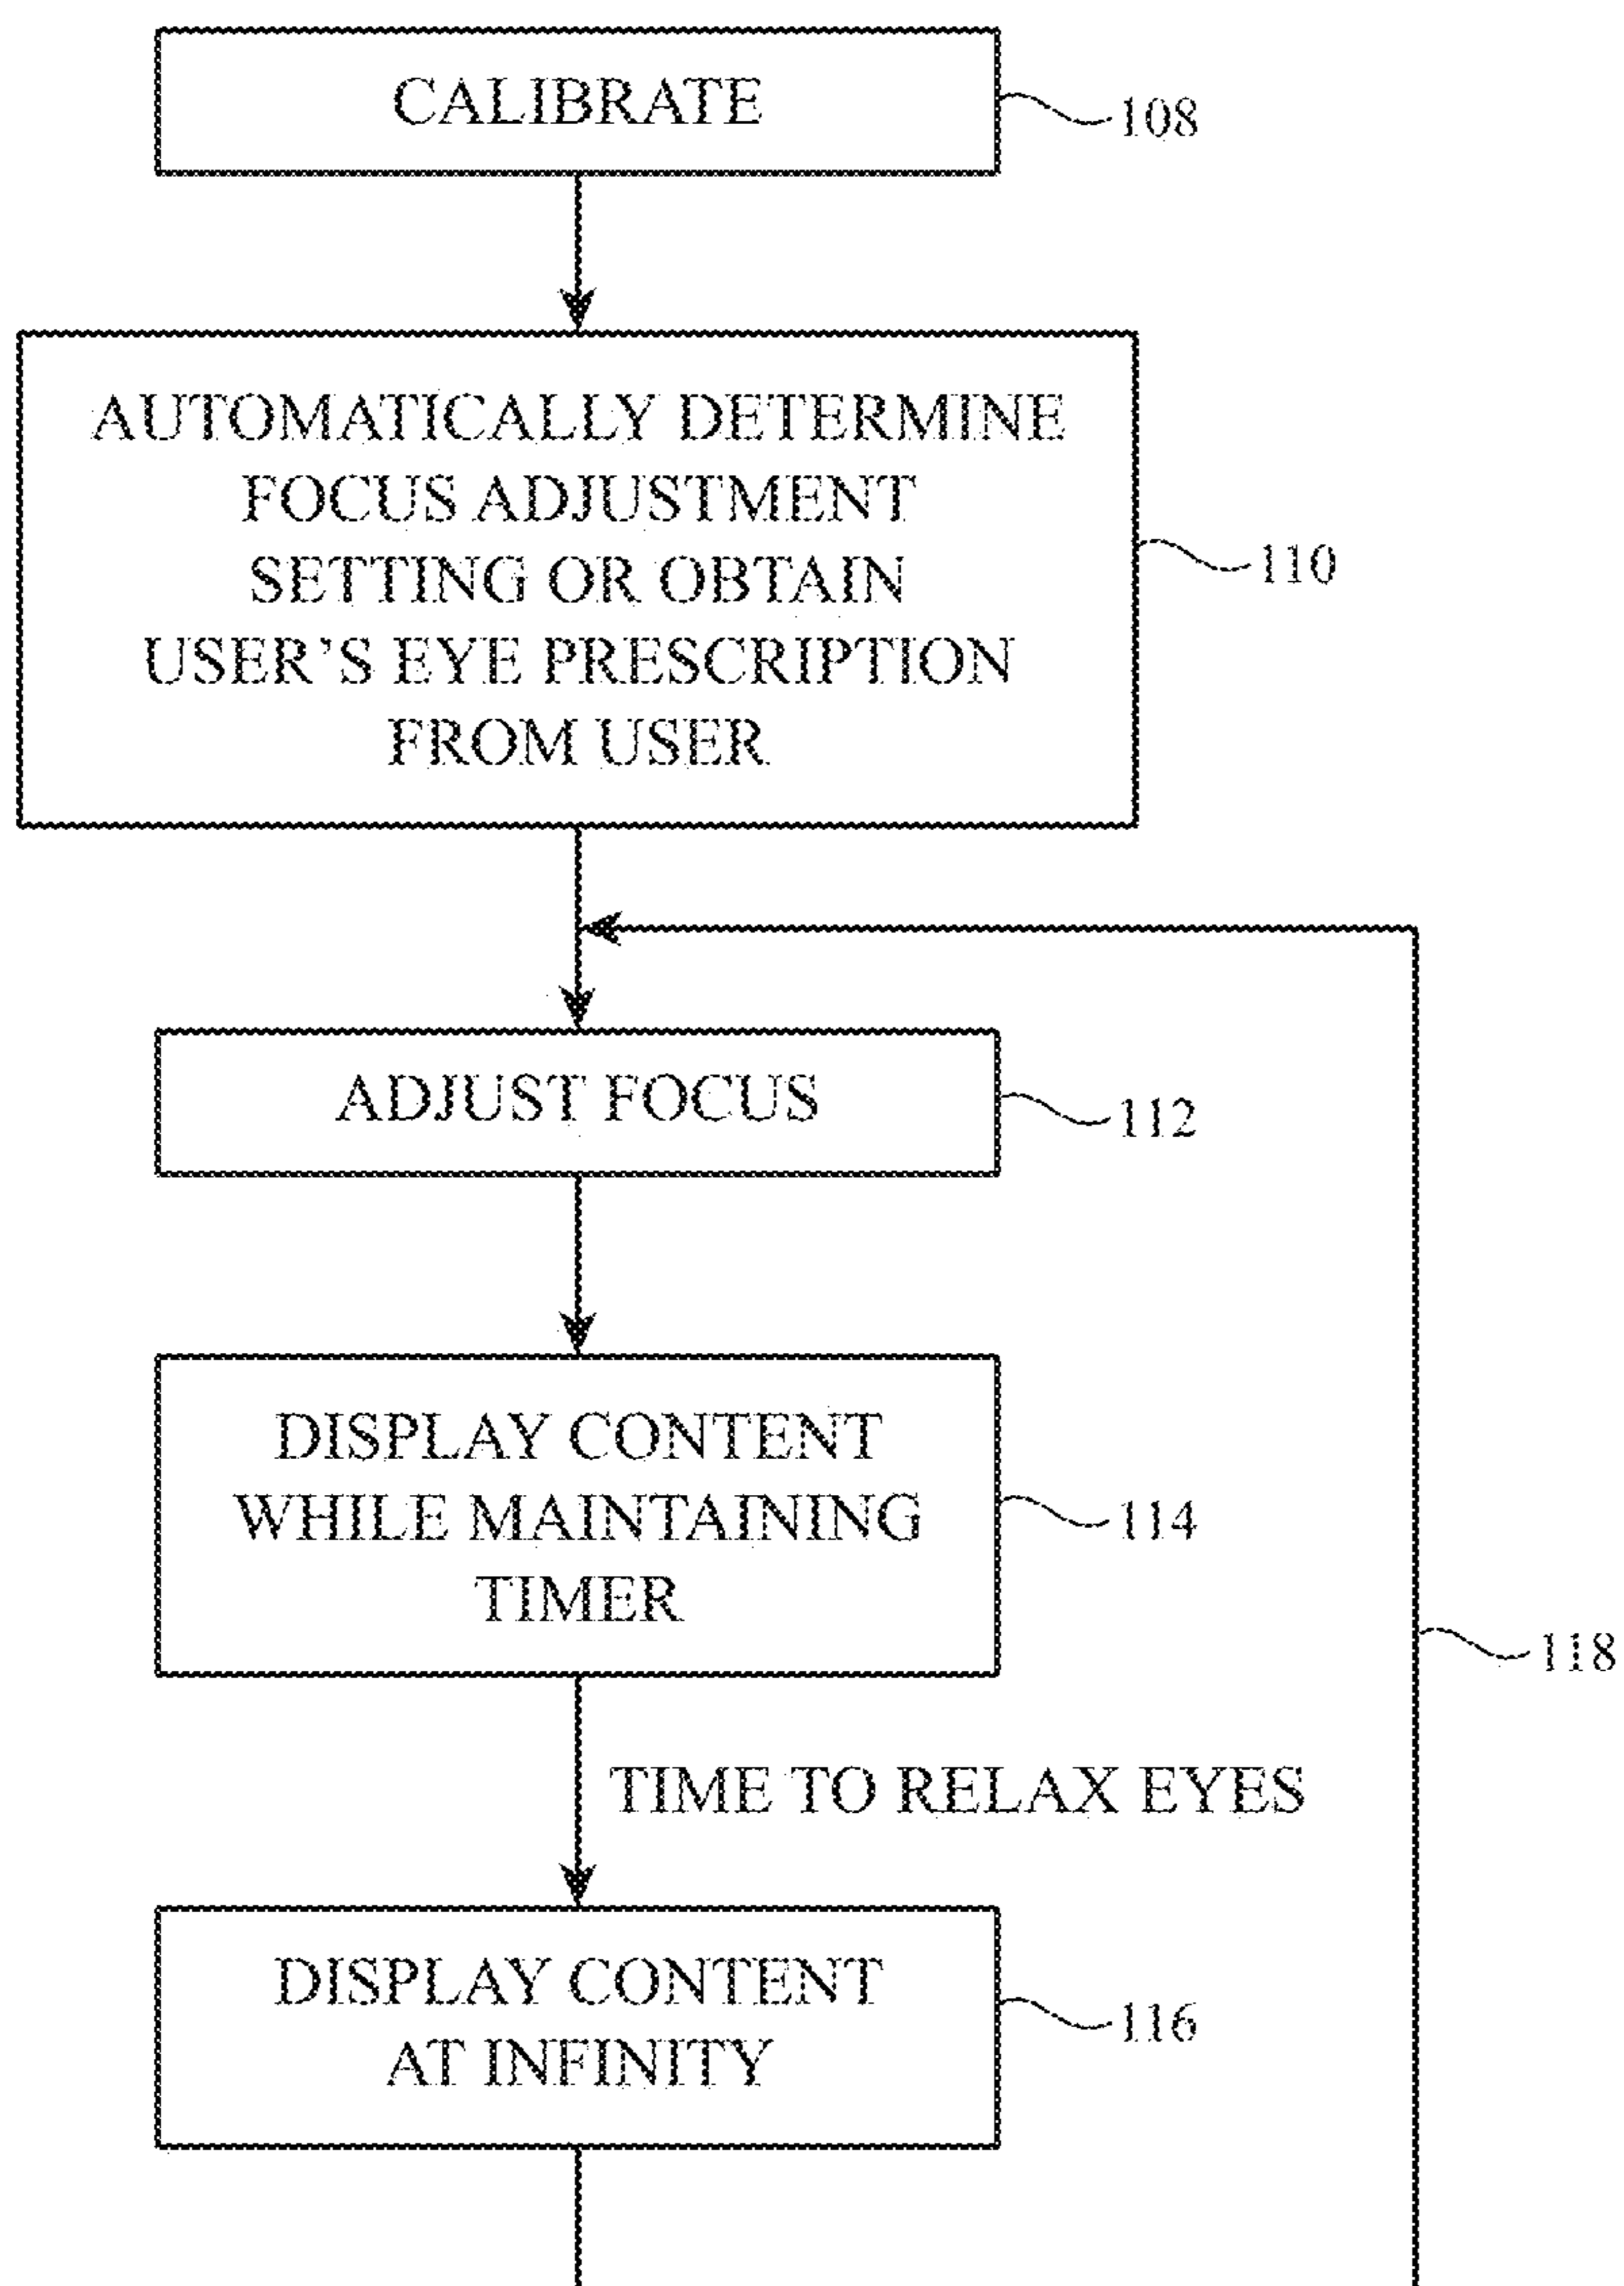 CALIBRATE
108
AUTOMATICALLY DETERMINE
FOCUS ADJUSTMENT
SETTING OR OBTAIN
USER’S EYE PRESCRIPTION
FROM USER
110
ADJUST FOCUS
112
DISPLAY CONTENT
WHILE MAINTAINING
TIMER
114
118
TIME TO RELAX EYES
DISPLAY CONTENT
AT INFINITY
116